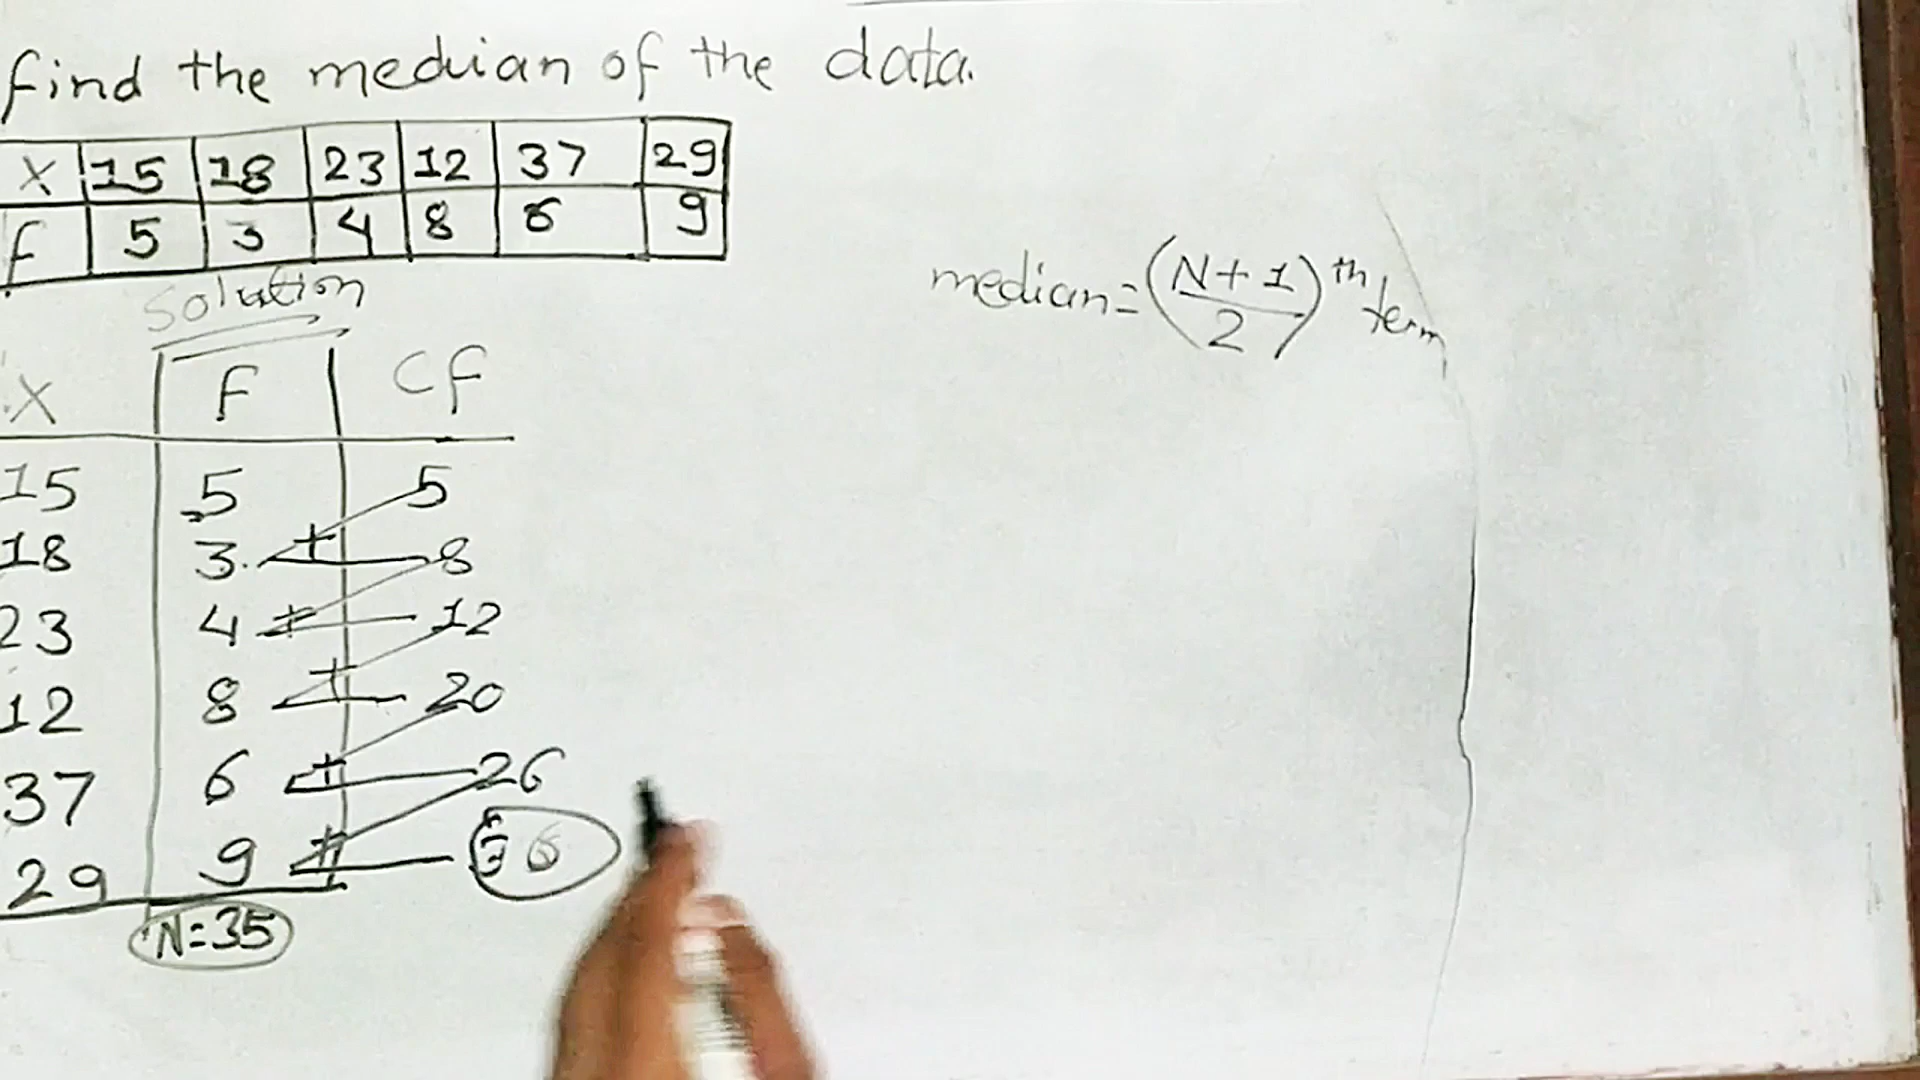 find the median of the data.
X 15 18 23 12 37 29
F 5 3 4 8 6 9
Solution
median = (N+1/2)th term
X F CF
15 5 5
18 3 + 8
23 4 + 12
12 8 + 20
37 6 + 26
29 9 +
N=35